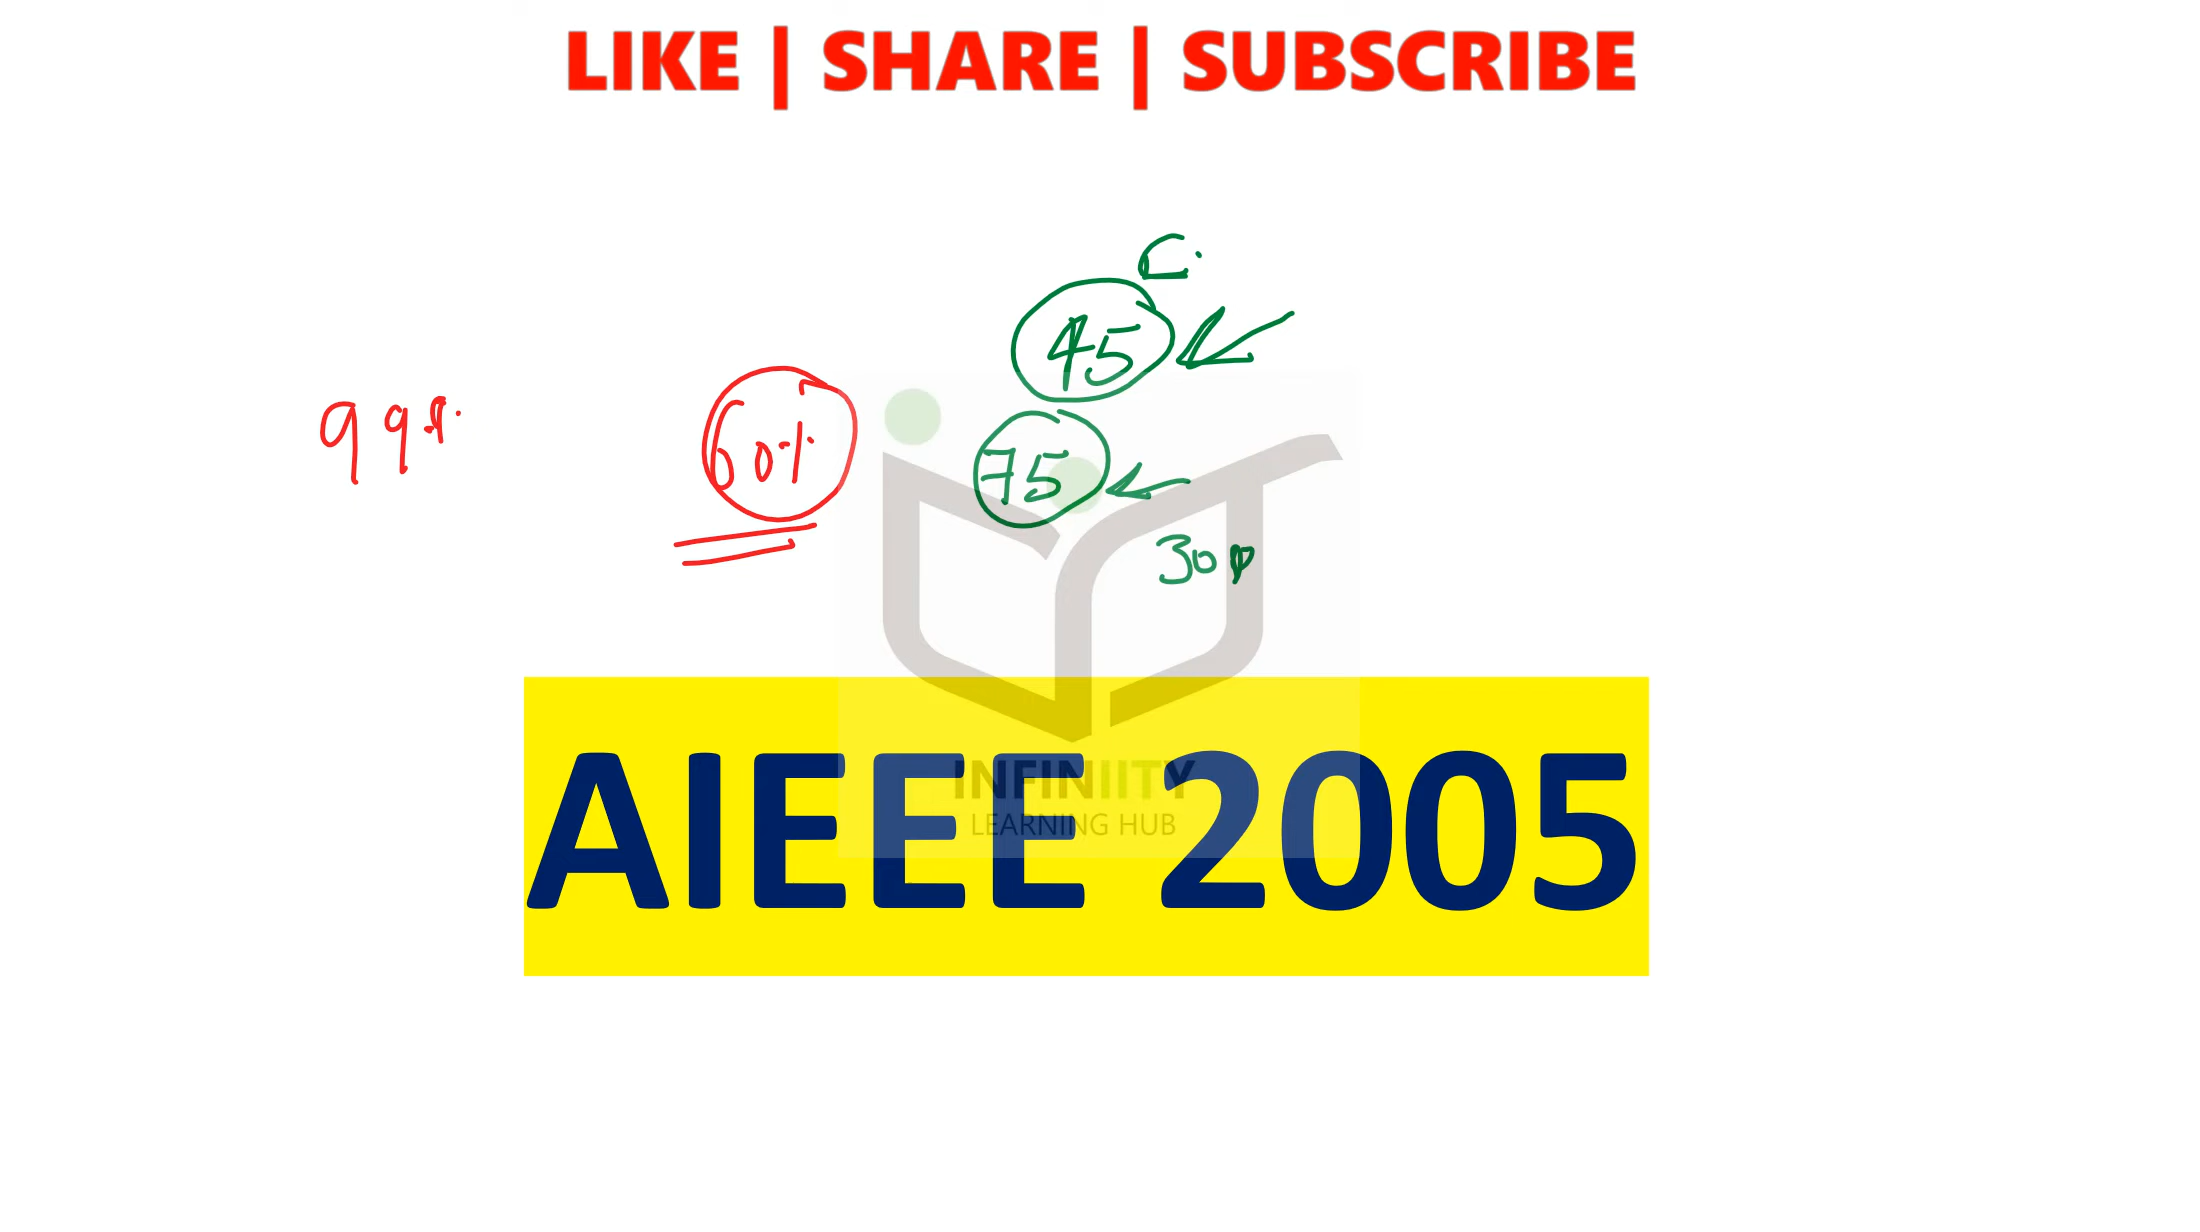 LIKE | SHARE | SUBSCRIBE
C.
45
99%
60%
75
30
INFINIITY
LEARNING HUB
AIEEE 2005